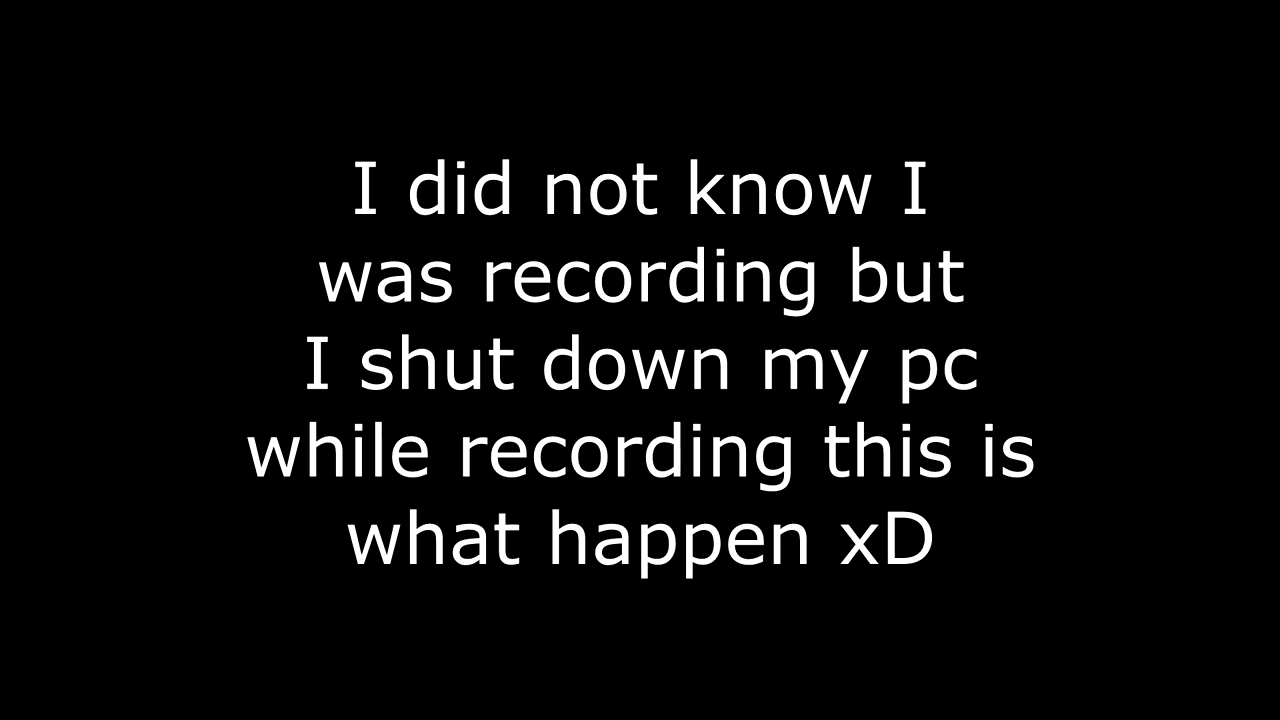 I did not know I
was recording but
I shut down my pc
while recording this is
what happen xD